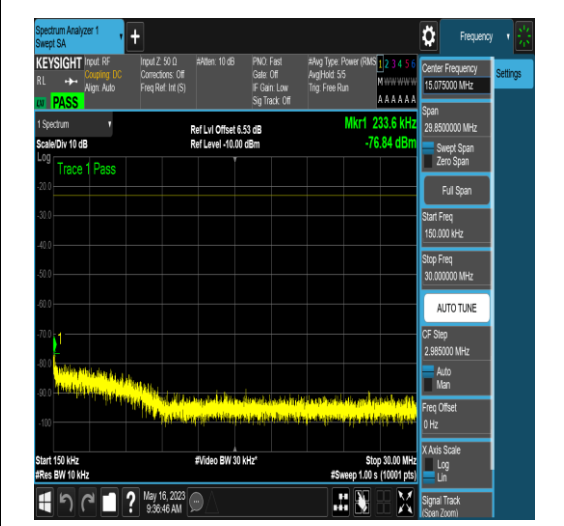 Spectrum Analyzer 1
Swept SA
Frequency
KEYSIGHT
RL
Input: RF
Coupling: DC
Align: Auto
Input Z: 50 Ω
Corrections: Off
Freq Ref: Int (S)
#Atten: 10 dB
PNO: Fast
Gate: Off
IF Gain: Low
Sig Track: Off
#Avg Type: Power (RMS)
Avg|Hold: 5/5
Trig: Free Run
1 2 3 4 5 6
M W W W W W
A A A A A A
PASS
1 Spectrum
Scale/Div 10 dB
Log
Ref Lvl Offset 6.53 dB
Ref Level -10.00 dBm
Mkr1 233.6 kHz
-76.84 dBm
Trace 1 Pass
-20.0
-30.0
-40.0
-50.0
-60.0
-70.0
1
-80.0
-90.0
-100
Start 150 kHz
#Res BW 10 kHz
#Video BW 30 kHz*
Stop 30.00 MHz
#Sweep 1.00 s (10001 pts)
May 16, 2023
9:36:46 AM
Center Frequency
15.075000 MHz
Settings
Span
29.8500000 MHz
Swept Span
Zero Span
Full Span
Start Freq
150.000 kHz
Stop Freq
30.000000 MHz
AUTO TUNE
CF Step
2.985000 MHz
Auto
Man
Freq Offset
0 Hz
X Axis Scale
Log
Lin
Signal Track
(Span Zoom)